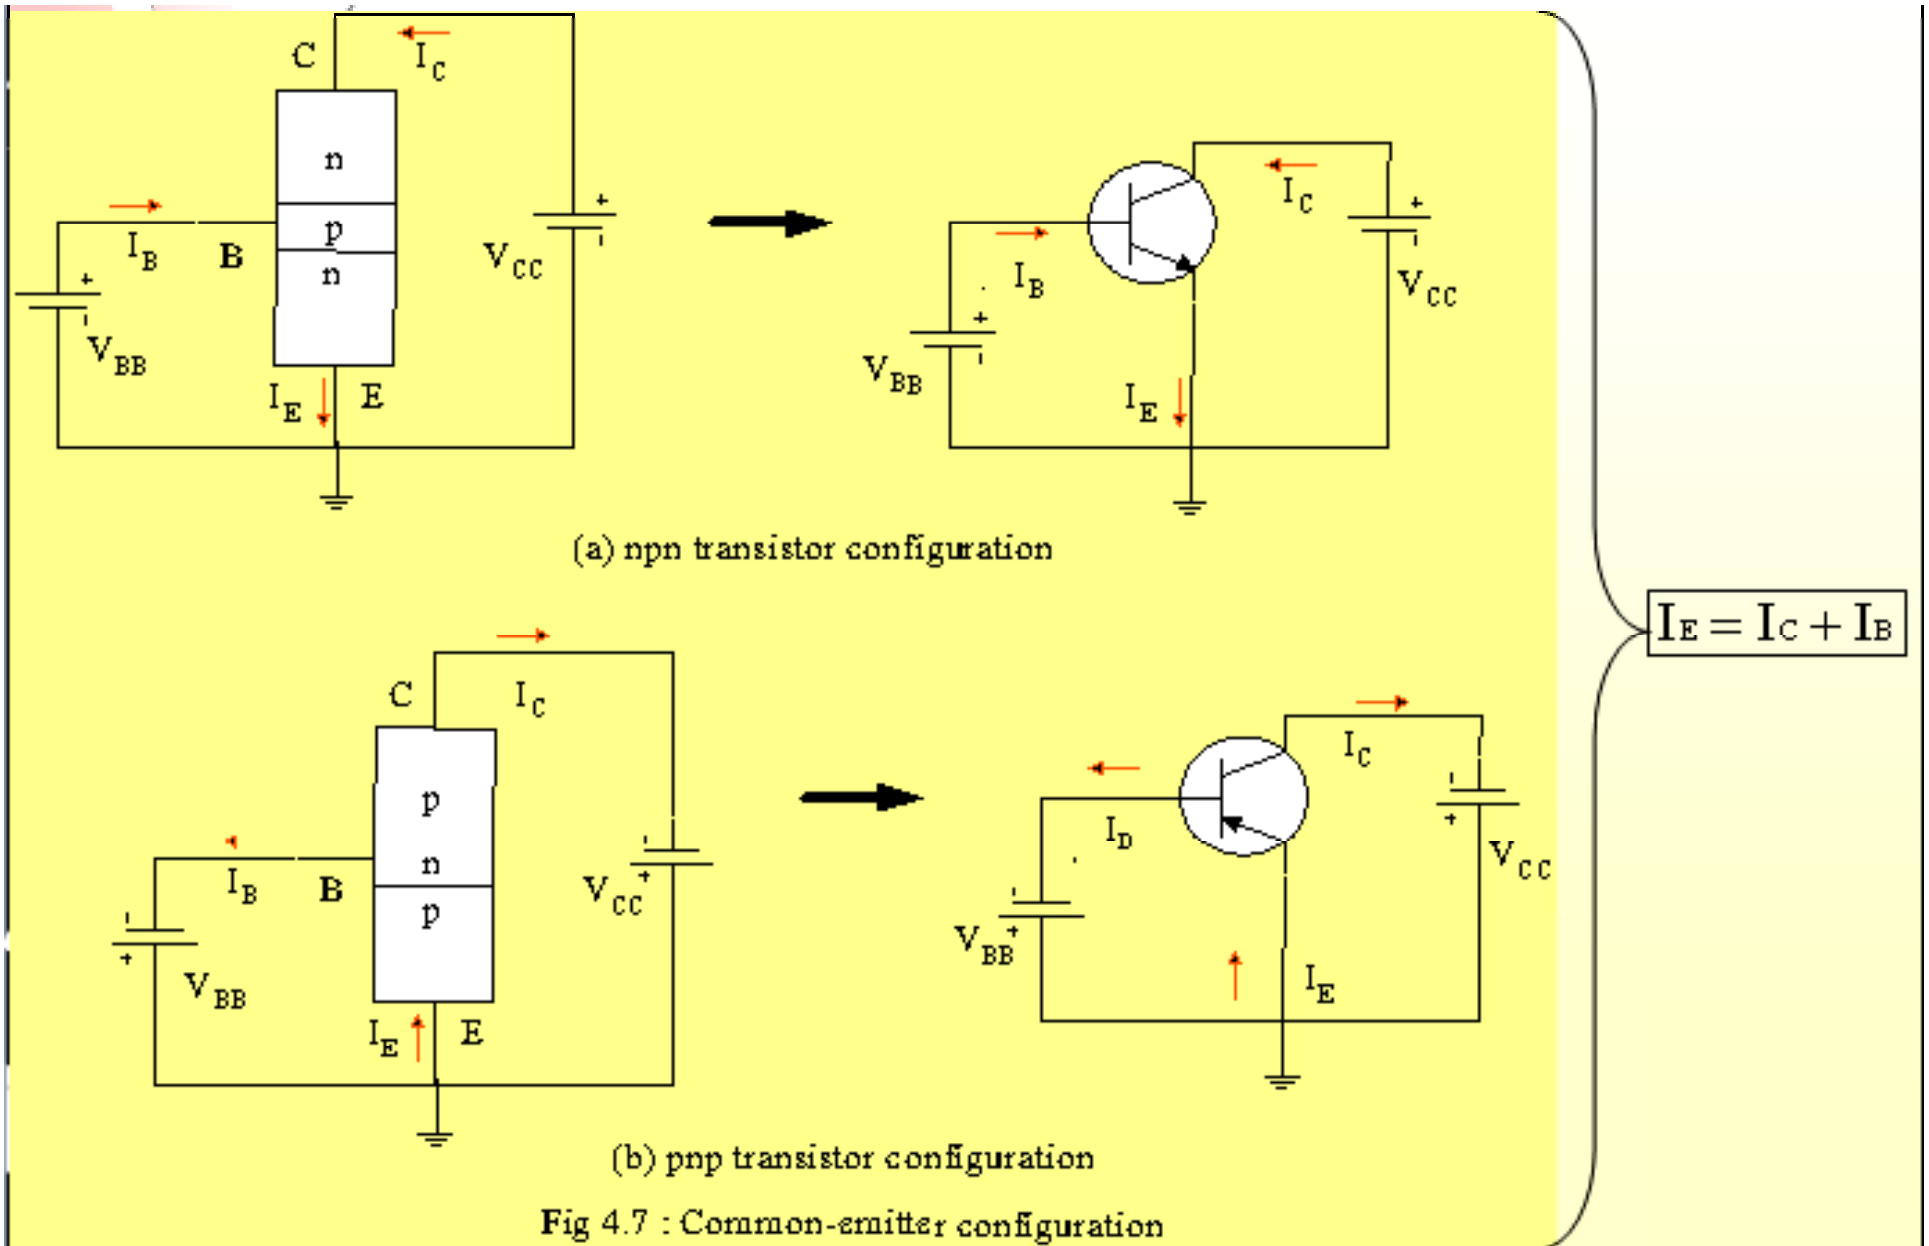 C
I_C
n
p
n
I_B
B
+
-
V_BB
+
-
V_CC
I_E
E
I_C
I_B
+
-
V_BB
+
-
V_CC
I_E
(a) npn transistor configuration
I_E = I_C + I_B
C
I_C
p
n
p
I_B
B
-
+
V_BB
-
+
V_CC
I_E
E
I_C
I_D
-
+
V_BB
-
+
V_CC
I_E
(b) pnp transistor configuration
Fig 4.7 : Common-emitter configuration